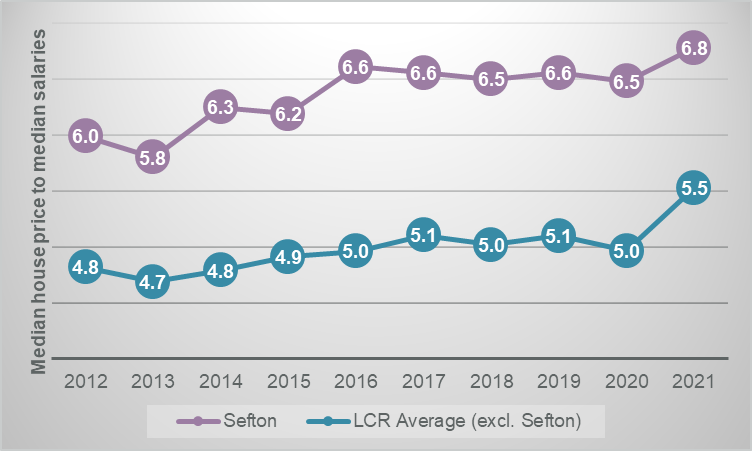 Median house price to median salaries
6.0 5.8 6.3 6.2 6.6 6.6 6.5 6.6 6.5 6.8
4.8 4.7 4.8 4.9 5.0 5.1 5.0 5.1 5.0 5.5
2012 2013 2014 2015 2016 2017 2018 2019 2020 2021
Sefton LCR Average (excl. Sefton)